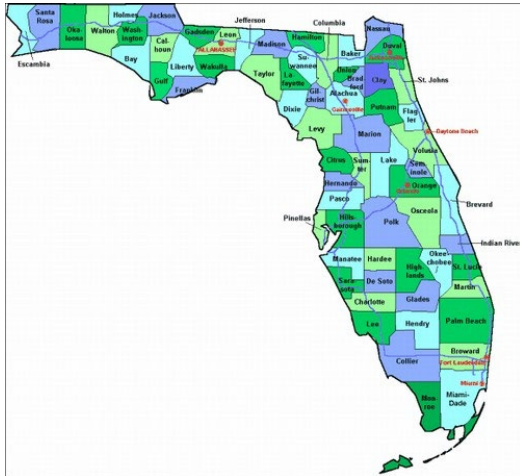 Santa
Rosa
Oka-
loosa
Walton
Holmes
Wash-
ington
Jackson
Bay
Cal-
houn
Gulf
Liberty
Gadsden
Leon
TALLAHASSEE
Wakulla
Franklin
Jefferson
Madison
Taylor
Hamilton
Su-
wannee
La-
fayette
Dixie
Columbia
Gil-
christ
Levy
Baker
Union
Brad-
ford
Alachua
Gainesville
Nassau
Duval
Jacksonville
Clay
St. Johns
Putnam
Flag
ler
Daytona Beach
Volusia
Marion
Citrus
Sum-
ter
Lake
Sem-
inole
Orange
Orlando
Hernando
Pasco
Brevard
Osceola
Polk
Hills-
borough
Pinellas
Indian River
Manatee
Hardee
High-
lands
Okee-
chobee
St. Lucie
Sara-
sota
De Soto
Martin
Charlotte
Glades
Lee
Hendry
Palm Beach
Collier
Broward
Fort Lauderdale
Miami
Miami-
Dade
Mon-
roe
Escambia